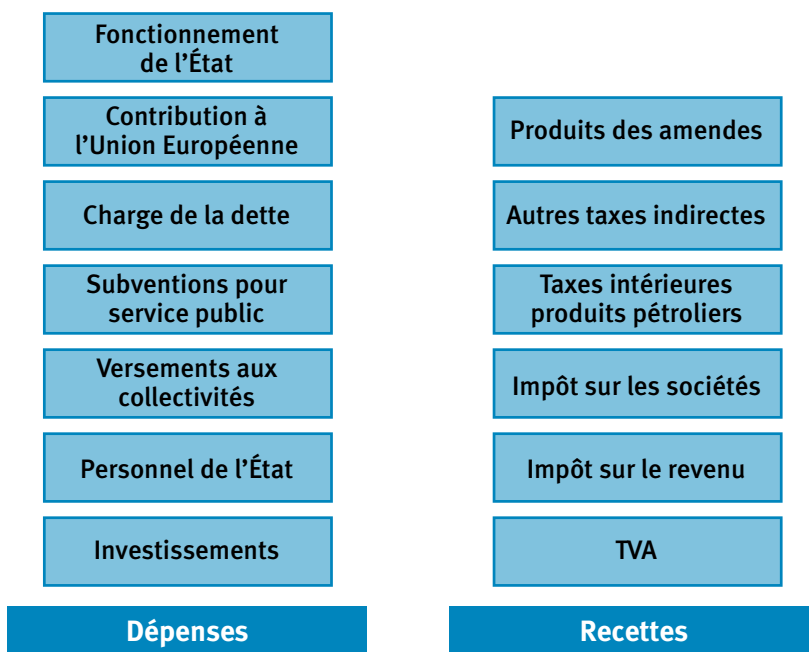 Fonctionnement
de l’État
Contribution à
l’Union Européenne
Charge de la dette
Subventions pour
service public
Versements aux
collectivités
Personnel de l’État
Investissements
Dépenses
Produits des amendes
Autres taxes indirectes
Taxes intérieures
produits pétroliers
Impôt sur les sociétés
Impôt sur le revenu
TVA
Recettes